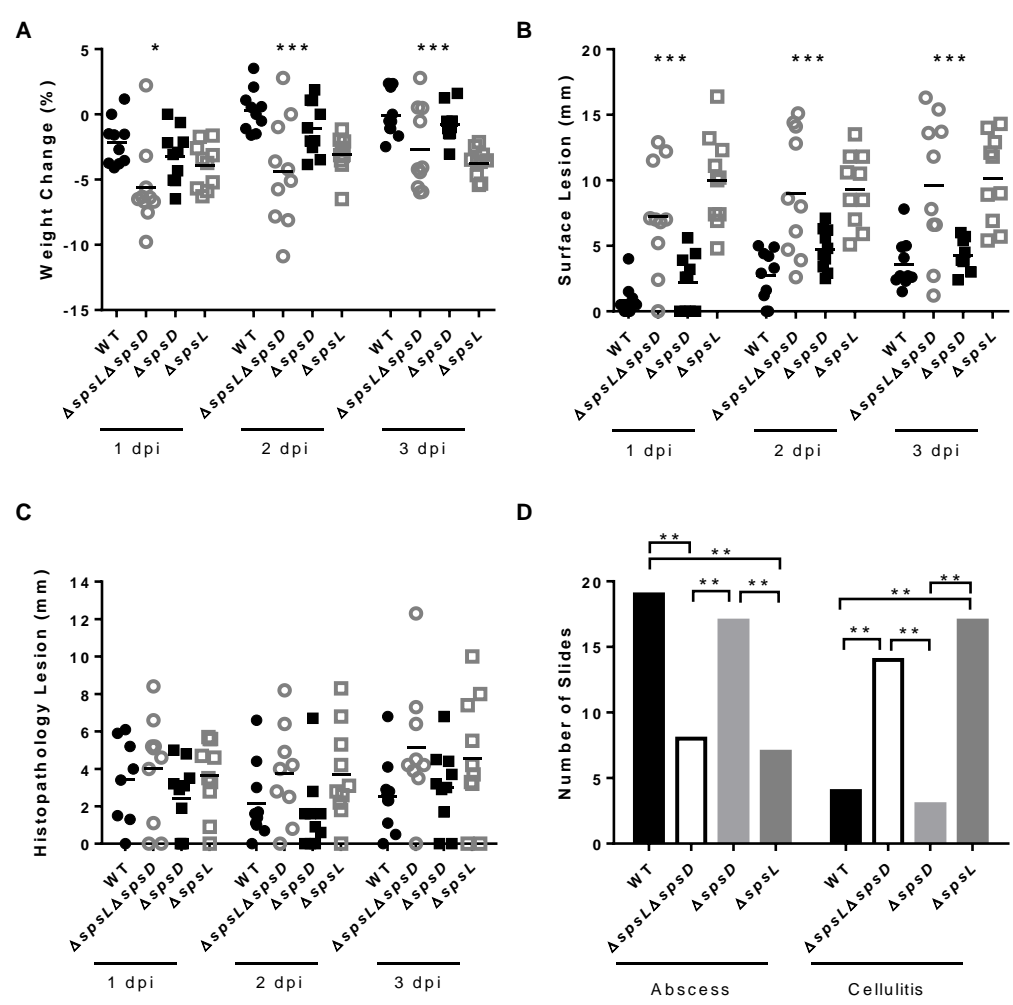 A
Weight Change (%)
5
0
-5
-10
-15
* *** ***
WT ΔspsLΔspsD ΔspsD ΔspsL WT ΔspsLΔspsD ΔspsD ΔspsL WT ΔspsLΔspsD ΔspsD ΔspsL
1 dpi 2 dpi 3 dpi
B
Surface Lesion (mm)
20
15
10
5
0
*** *** ***
WT ΔspsLΔspsD ΔspsD ΔspsL WT ΔspsLΔspsD ΔspsD ΔspsL WT ΔspsLΔspsD ΔspsD ΔspsL
1 dpi 2 dpi 3 dpi
C
Histopathology Lesion (mm)
14
12
10
8
6
4
2
0
WT ΔspsLΔspsD ΔspsD ΔspsL WT ΔspsLΔspsD ΔspsD ΔspsL WT ΔspsLΔspsD ΔspsD ΔspsL
1 dpi 2 dpi 3 dpi
D
Number of Slides
20
15
10
5
0
** ** ** ** ** ** ** **
WT ΔspsLΔspsD ΔspsD ΔspsL WT ΔspsLΔspsD ΔspsD ΔspsL
Abscess Cellulitis